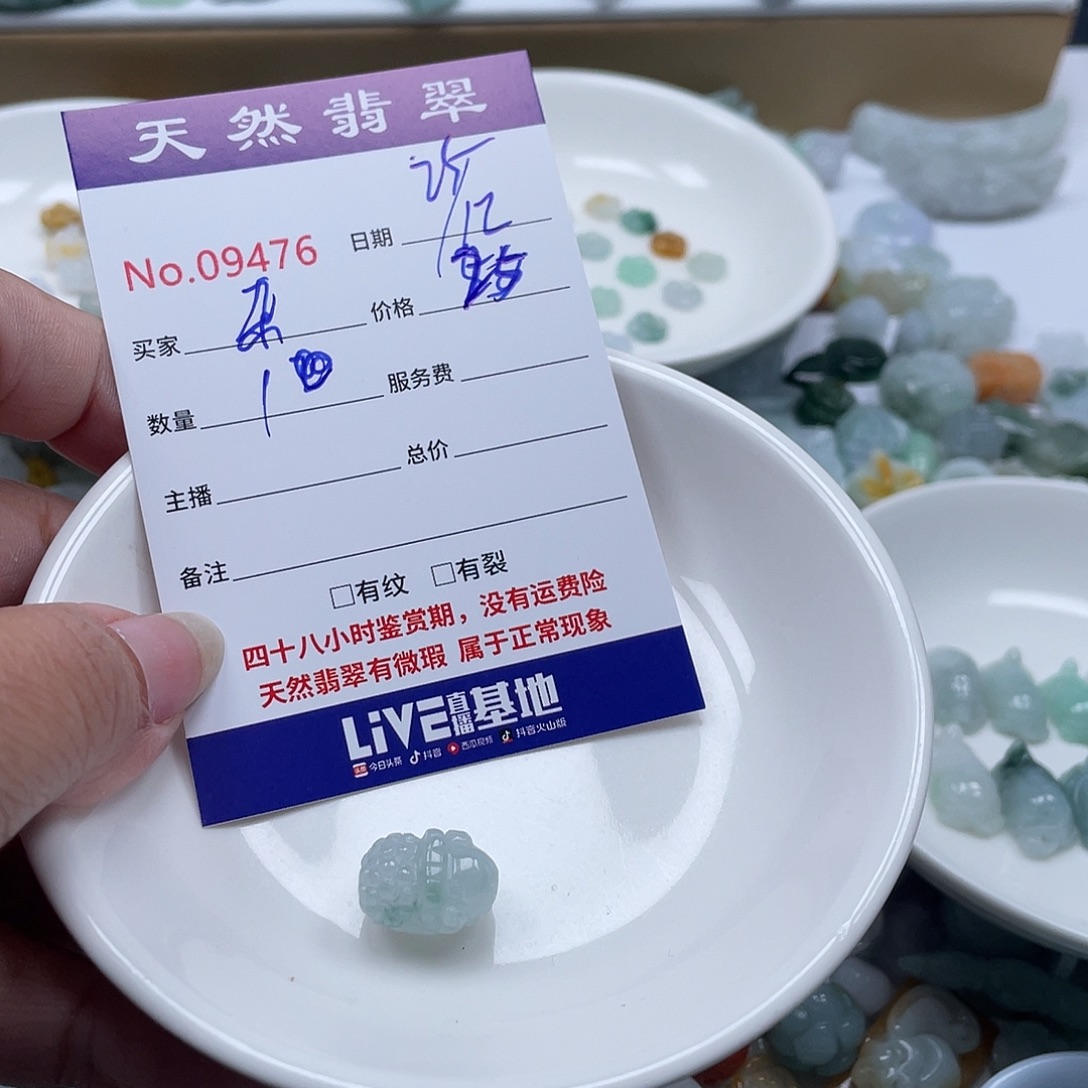 天然翡翠
No.09476 日期
买家 价格
数量 1 服务费
主播 总价
备注
□有纹 □有裂
四十八小时鉴赏期，没有运费险
天然翡翠有微瑕 属于正常现象
LiVE直播基地
头条 今日头条 抖音 西瓜视频 抖音火山版